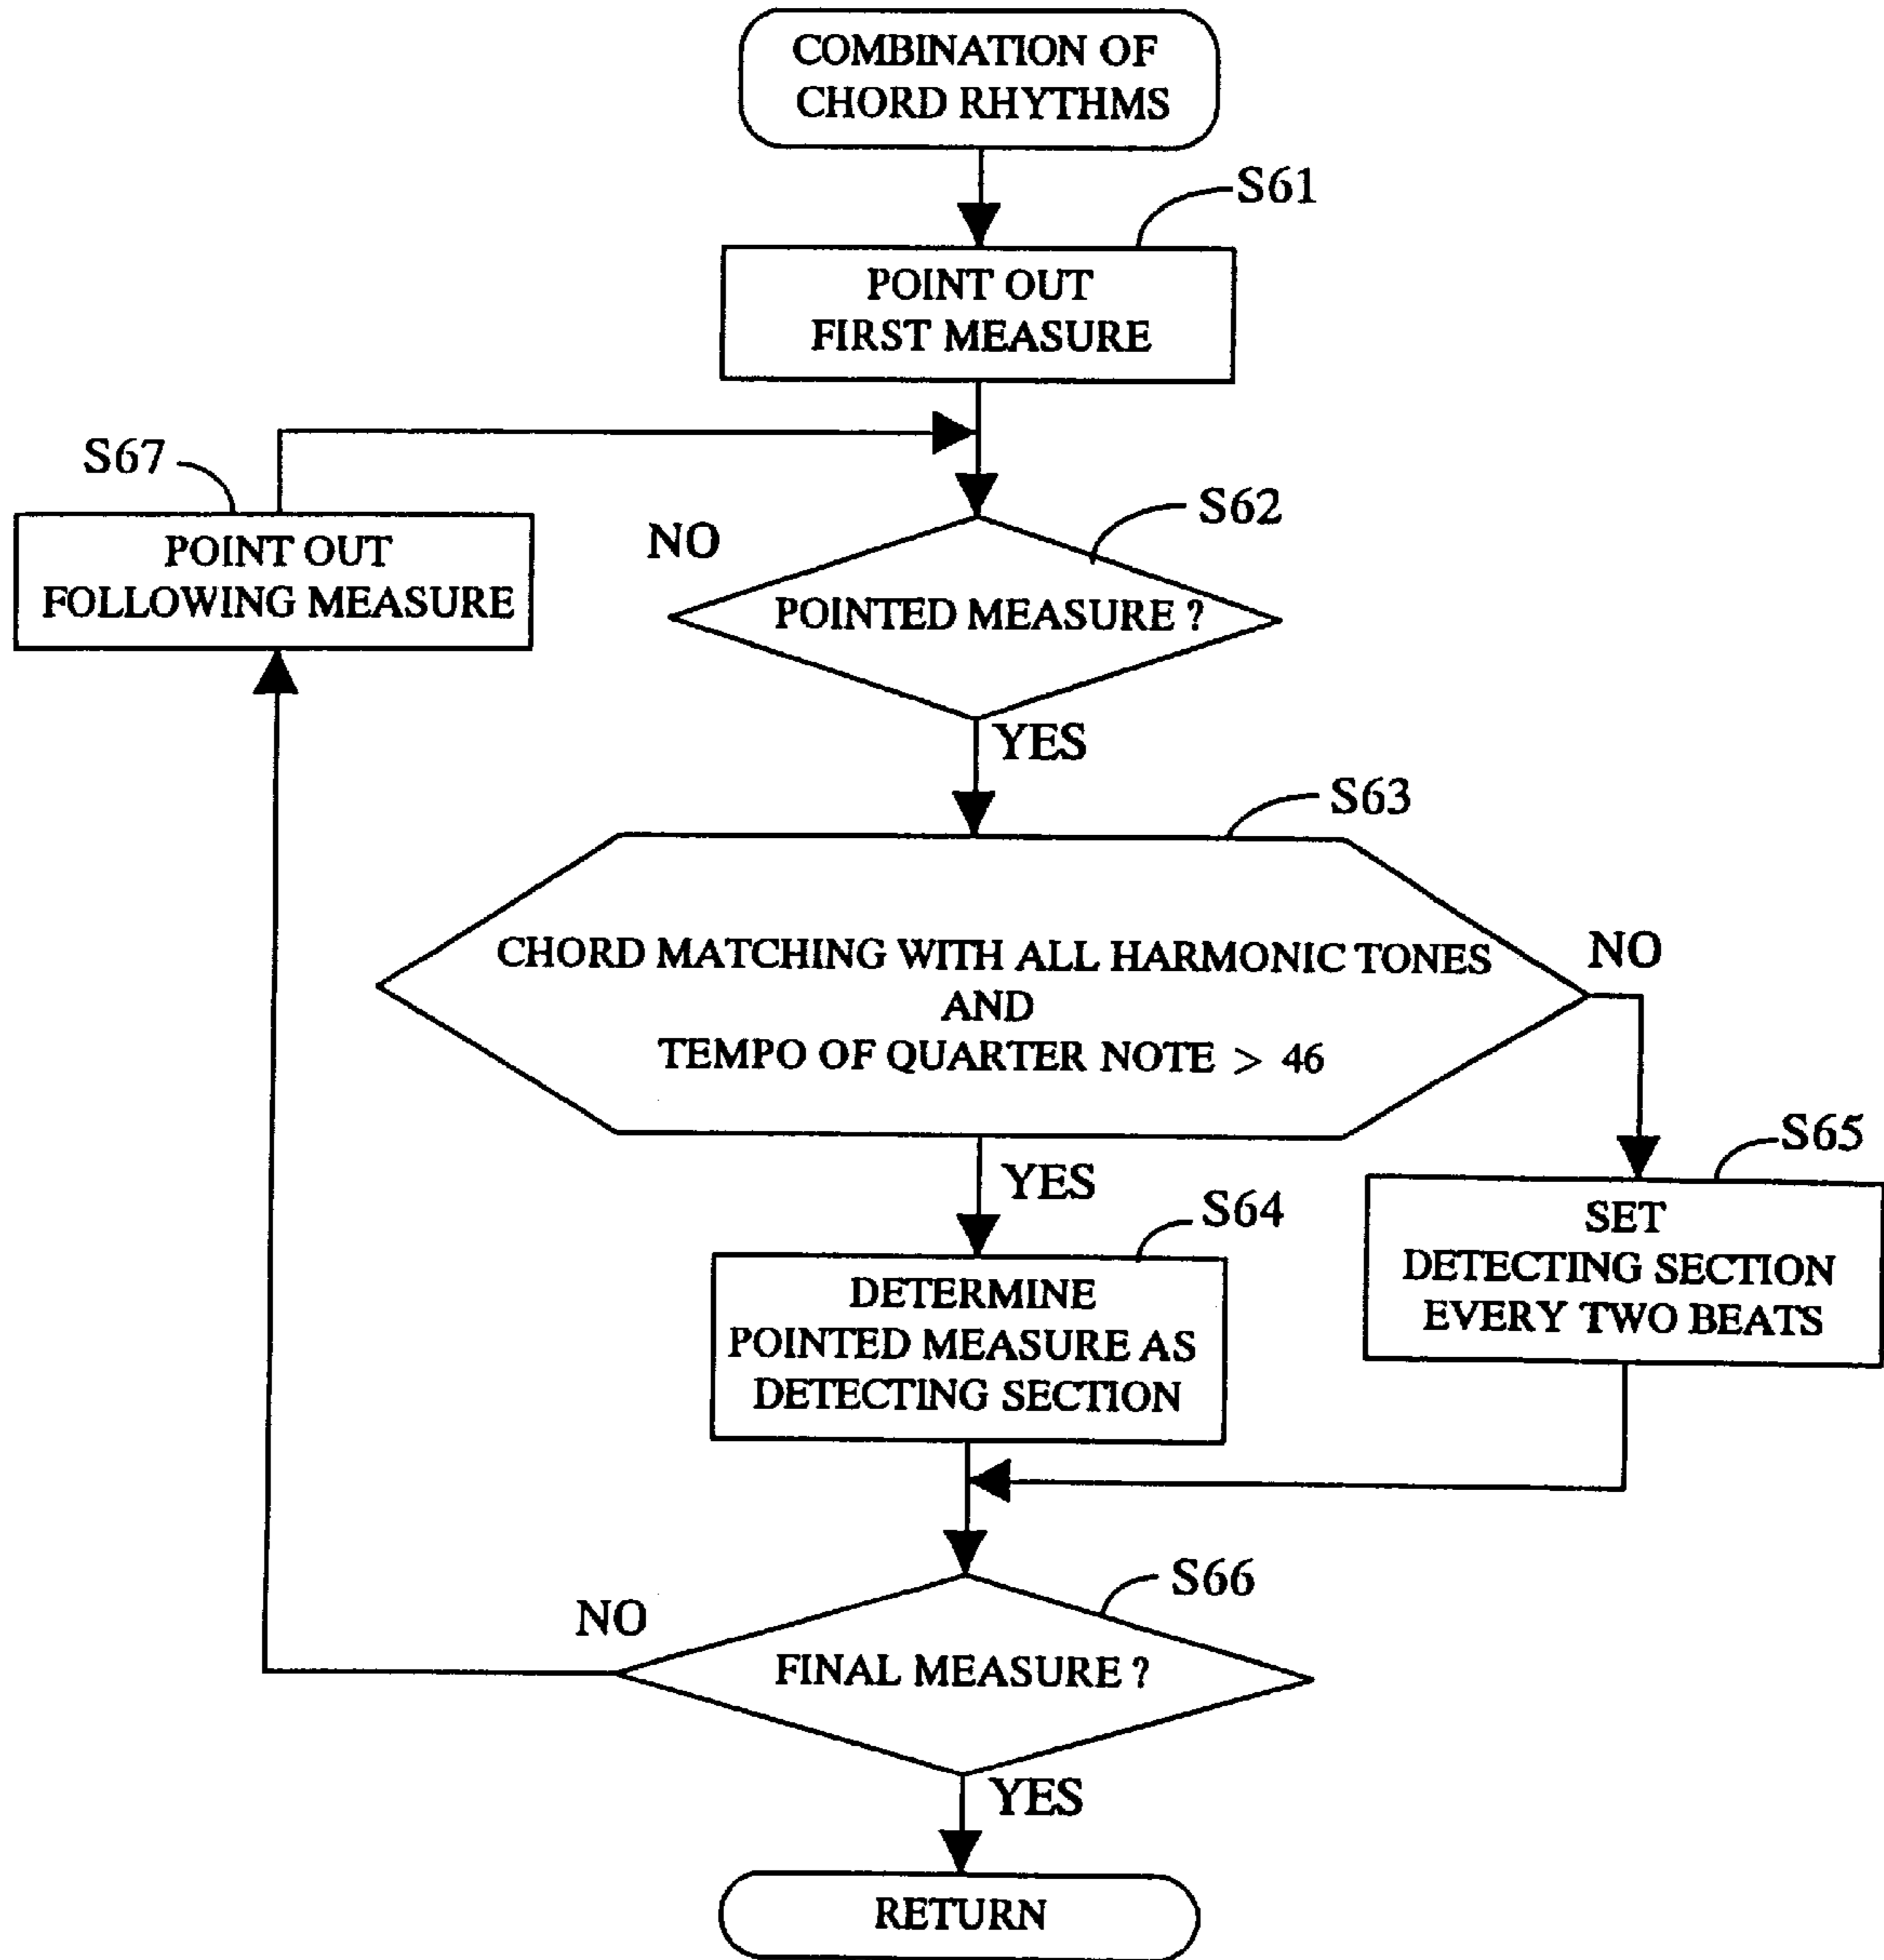 COMBINATION OF
CHORD RHYTHMS
S61
POINT OUT
FIRST MEASURE
S67
POINT OUT
FOLLOWING MEASURE
S62
NO
POINTED MEASURE ?
YES
S63
CHORD MATCHING WITH ALL HARMONIC TONES
AND
TEMPO OF QUARTER NOTE > 46
NO
YES
S64
DETERMINE
POINTED MEASURE AS
DETECTING SECTION
S65
SET
DETECTING SECTION
EVERY TWO BEATS
S66
NO
FINAL MEASURE ?
YES
RETURN